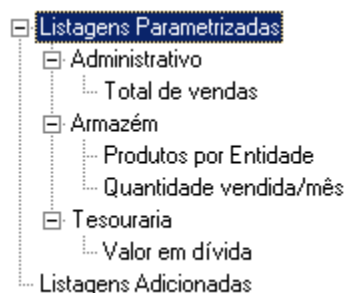 Listagens Parametrizadas
Administrativo
Total de vendas
Armazém
Produtos por Entidade
Quantidade vendida/mês
Tesouraria
Valor em dívida
Listagens Adicionadas